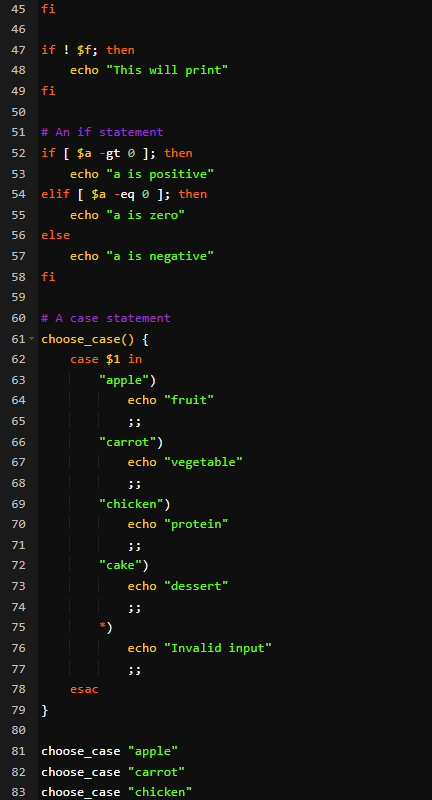 45 fi
46
47 if ! $f; then
48     echo "This will print"
49 fi
50
51 # An if statement
52 if [ $a -gt 0 ]; then
53     echo "a is positive"
54 elif [ $a -eq 0 ]; then
55     echo "a is zero"
56 else
57     echo "a is negative"
58 fi
59
60 # A case statement
61 choose_case() {
62     case $1 in
63         "apple")
64             echo "fruit"
65             ;;
66         "carrot")
67             echo "vegetable"
68             ;;
69         "chicken")
70             echo "protein"
71             ;;
72         "cake")
73             echo "dessert"
74             ;;
75         *)
76             echo "Invalid input"
77             ;;
78     esac
79 }
80
81 choose_case "apple"
82 choose_case "carrot"
83 choose_case "chicken"